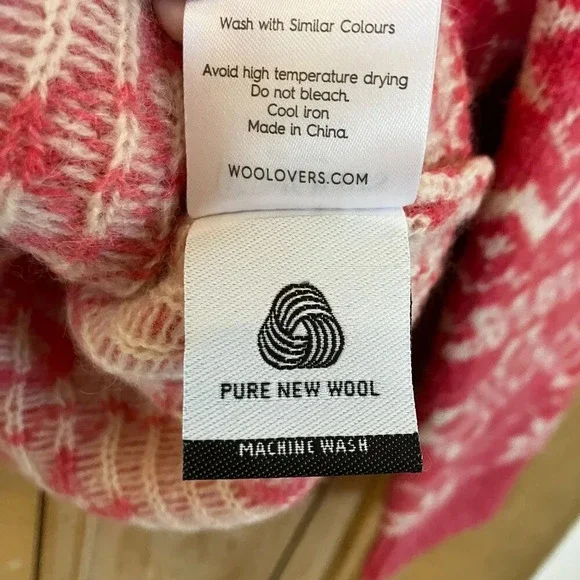 Wash with Similar Colours
Avoid high temperature drying
Do not bleach.
Cool iron
Made in China.
WOOLOVERS.COM
PURE NEW WOOL
MACHINE WASH